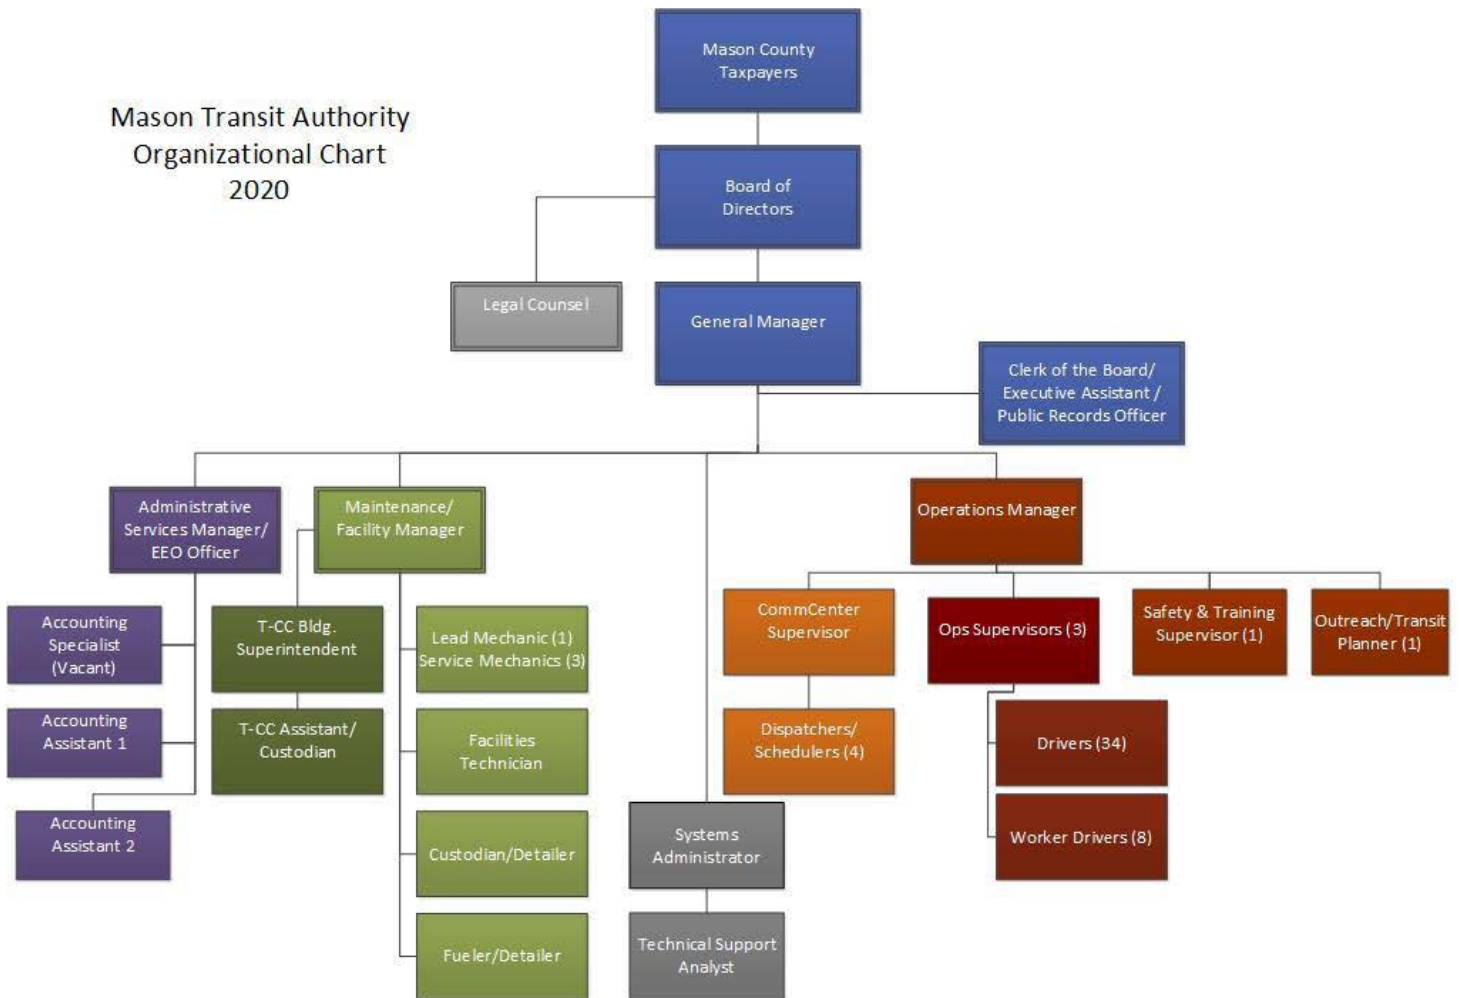 Mason County
Taxpayers
Mason Transit Authority
Organizational Chart
2020
Board of
Directors
Legal Counsel
General Manager
Clerk of the Board/
Executive Assistant /
Public Records Officer
Administrative
Services Manager/
EEO Officer
Maintenance/
Facility Manager
Operations Manager
Accounting
Specialist
(Vacant)
T-CC Bldg.
Superintendent
Lead Mechanic (1)
Service Mechanics (3)
CommCenter
Supervisor
Ops Supervisors (3)
Safety & Training
Supervisor (1)
Outreach/Transit
Planner (1)
Accounting
Assistant 1
T-CC Assistant/
Custodian
Facilities
Technician
Dispatchers/
Schedulers (4)
Drivers (34)
Accounting
Assistant 2
Custodian/Detailer
Systems
Administrator
Worker Drivers (8)
Fueler/Detailer
Technical Support
Analyst